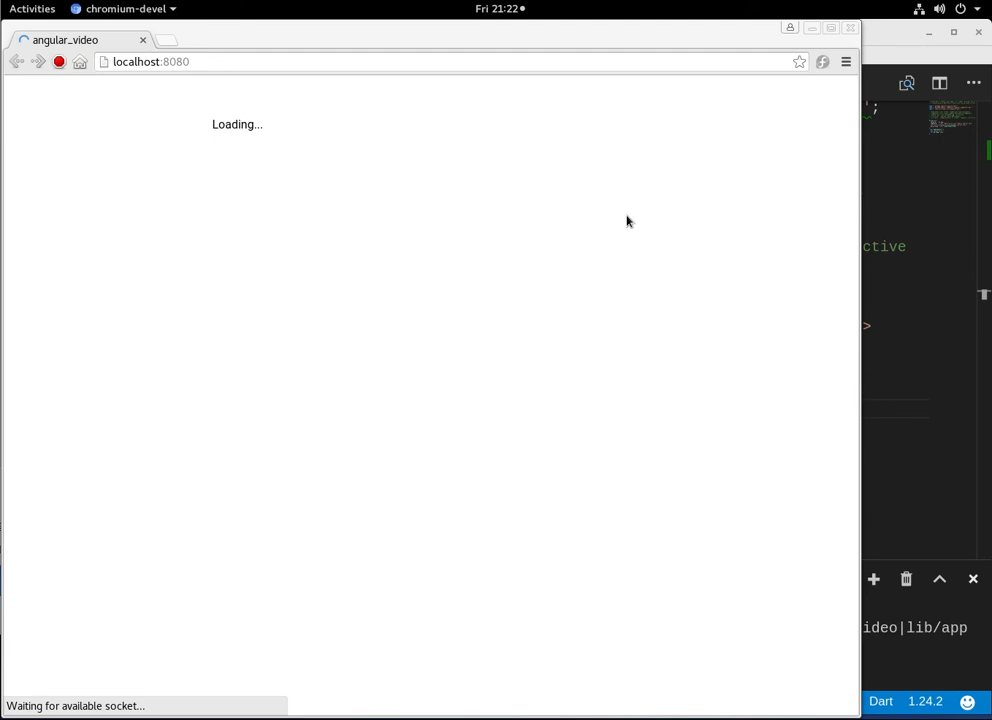 Activities chromium-devel Fri 21:22
angular_video
localhost:8080
Loading...
ctive
>
ideo|lib/app
Waiting for available socket...
Dart 1.24.2